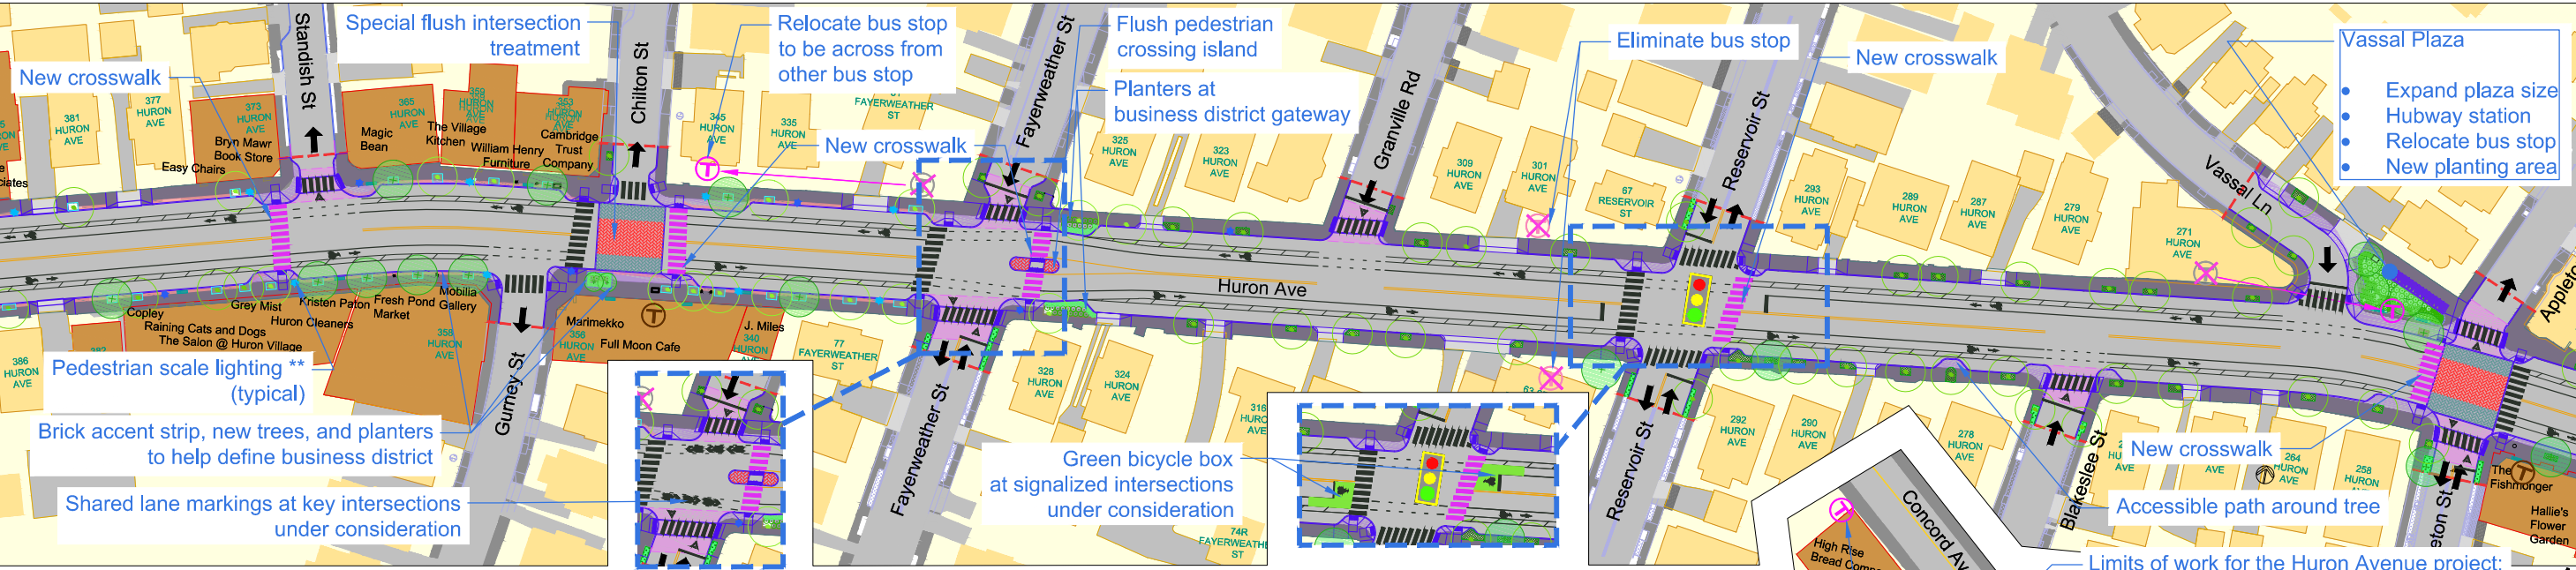 New crosswalk
Special flush intersection
treatment
Relocate bus stop
to be across from
other bus stop
Flush pedestrian
crossing island
Planters at
business district gateway
New crosswalk
Eliminate bus stop
New crosswalk
Vassal Plaza
Expand plaza size
Hubway station
Relocate bus stop
New planting area
Standish St
Chilton St
Fayerweather St
Granville Rd
Reservoir St
Vassal Ln
381
HURON
AVE
377
HURON
AVE
373
HURON
AVE
Bryn Mawr
Book Store
Easy Chairs
365
HURON
AVE
Magic
Bean
359
HURON
AVE
The Village
Kitchen
William Henry
Furniture
353
HURON
AVE
Cambridge
Trust
Company
345
HURON
AVE
335
HURON
AVE
FAYERWEATHER
ST
325
HURON
AVE
323
HURON
AVE
309
HURON
AVE
301
HURON
AVE
67
RESERVOIR
ST
293
HURON
AVE
289
HURON
AVE
287
HURON
AVE
279
HURON
AVE
271
HURON
AVE
Huron Ave
386
HURON
AVE
Copley
Raining Cats and Dogs
The Salon @ Huron Village
Grey Mist
Huron Cleaners
Kristen Paton
Fresh Pond
Market
Mobilia
Gallery
358
HURON
AVE
Marimekko
356
HURON
AVE
T
Full Moon Cafe
J. Miles
340
HURON
AVE
77
FAYERWEATHER
ST
328
HURON
AVE
324
HURON
AVE
316
292
HURON
AVE
290
HURON
AVE
278
HURON
AVE
264
HURON
AVE
258
HURON
AVE
The
Fishmonger
Hallie's
Flower
Garden
74R
ST
Gurney St
Fayerweather St
Reservoir St
Blakeslee St
Pedestrian scale lighting **
(typical)
Brick accent strip, new trees, and planters
to help define business district
Shared lane markings at key intersections
under consideration
Green bicycle box
at signalized intersections
under consideration
New crosswalk
Accessible path around tree
High Rise
Limits of work for the Huron Avenue project: